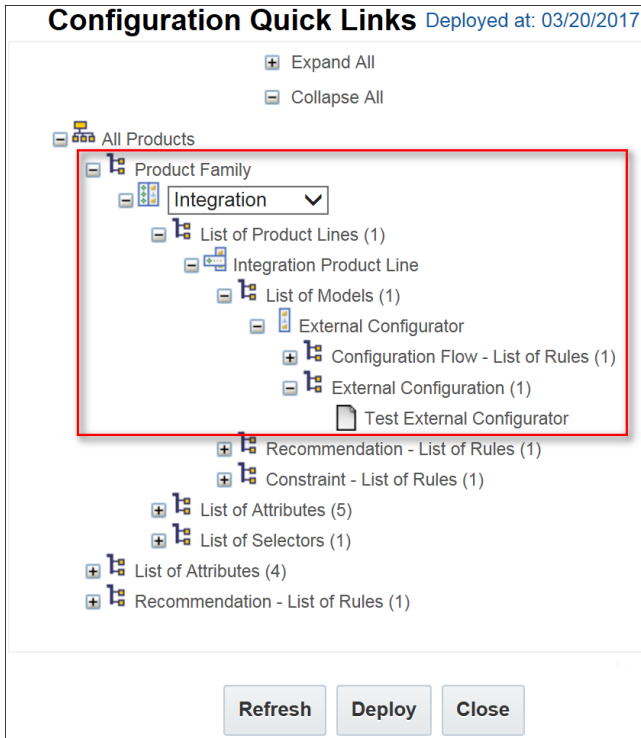 Configuration Quick Links Deployed at: 03/20/2017
Expand All
Collapse All
All Products
Product Family
Integration
List of Product Lines (1)
Integration Product Line
List of Models (1)
External Configurator
Configuration Flow - List of Rules (1)
External Configuration (1)
Test External Configurator
Recommendation - List of Rules (1)
Constraint - List of Rules (1)
List of Attributes (5)
List of Selectors (1)
List of Attributes (4)
Recommendation - List of Rules (1)
Refresh Deploy Close